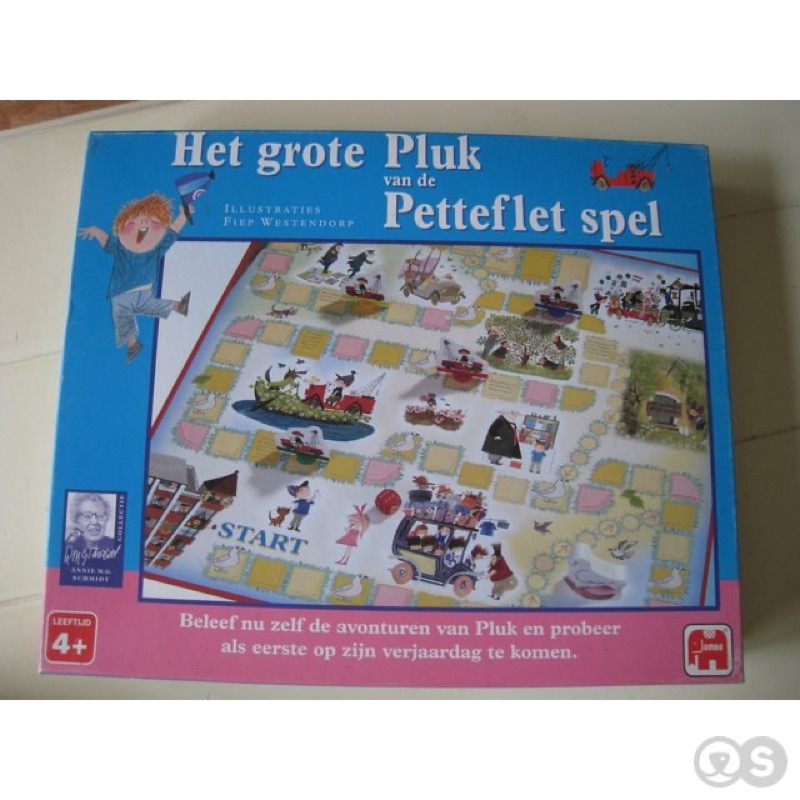 Het grote Pluk
van de
Petteflet spel
ILLUSTRATIES
FIEP WESTENDORP
START
COLLECTIE
ANNIE M.G.
SCHMIDT
LEEFTIJD
4+
Beleef nu zelf de avonturen van Pluk en probeer
als eerste op zijn verjaardag te komen.
Jumbo
S